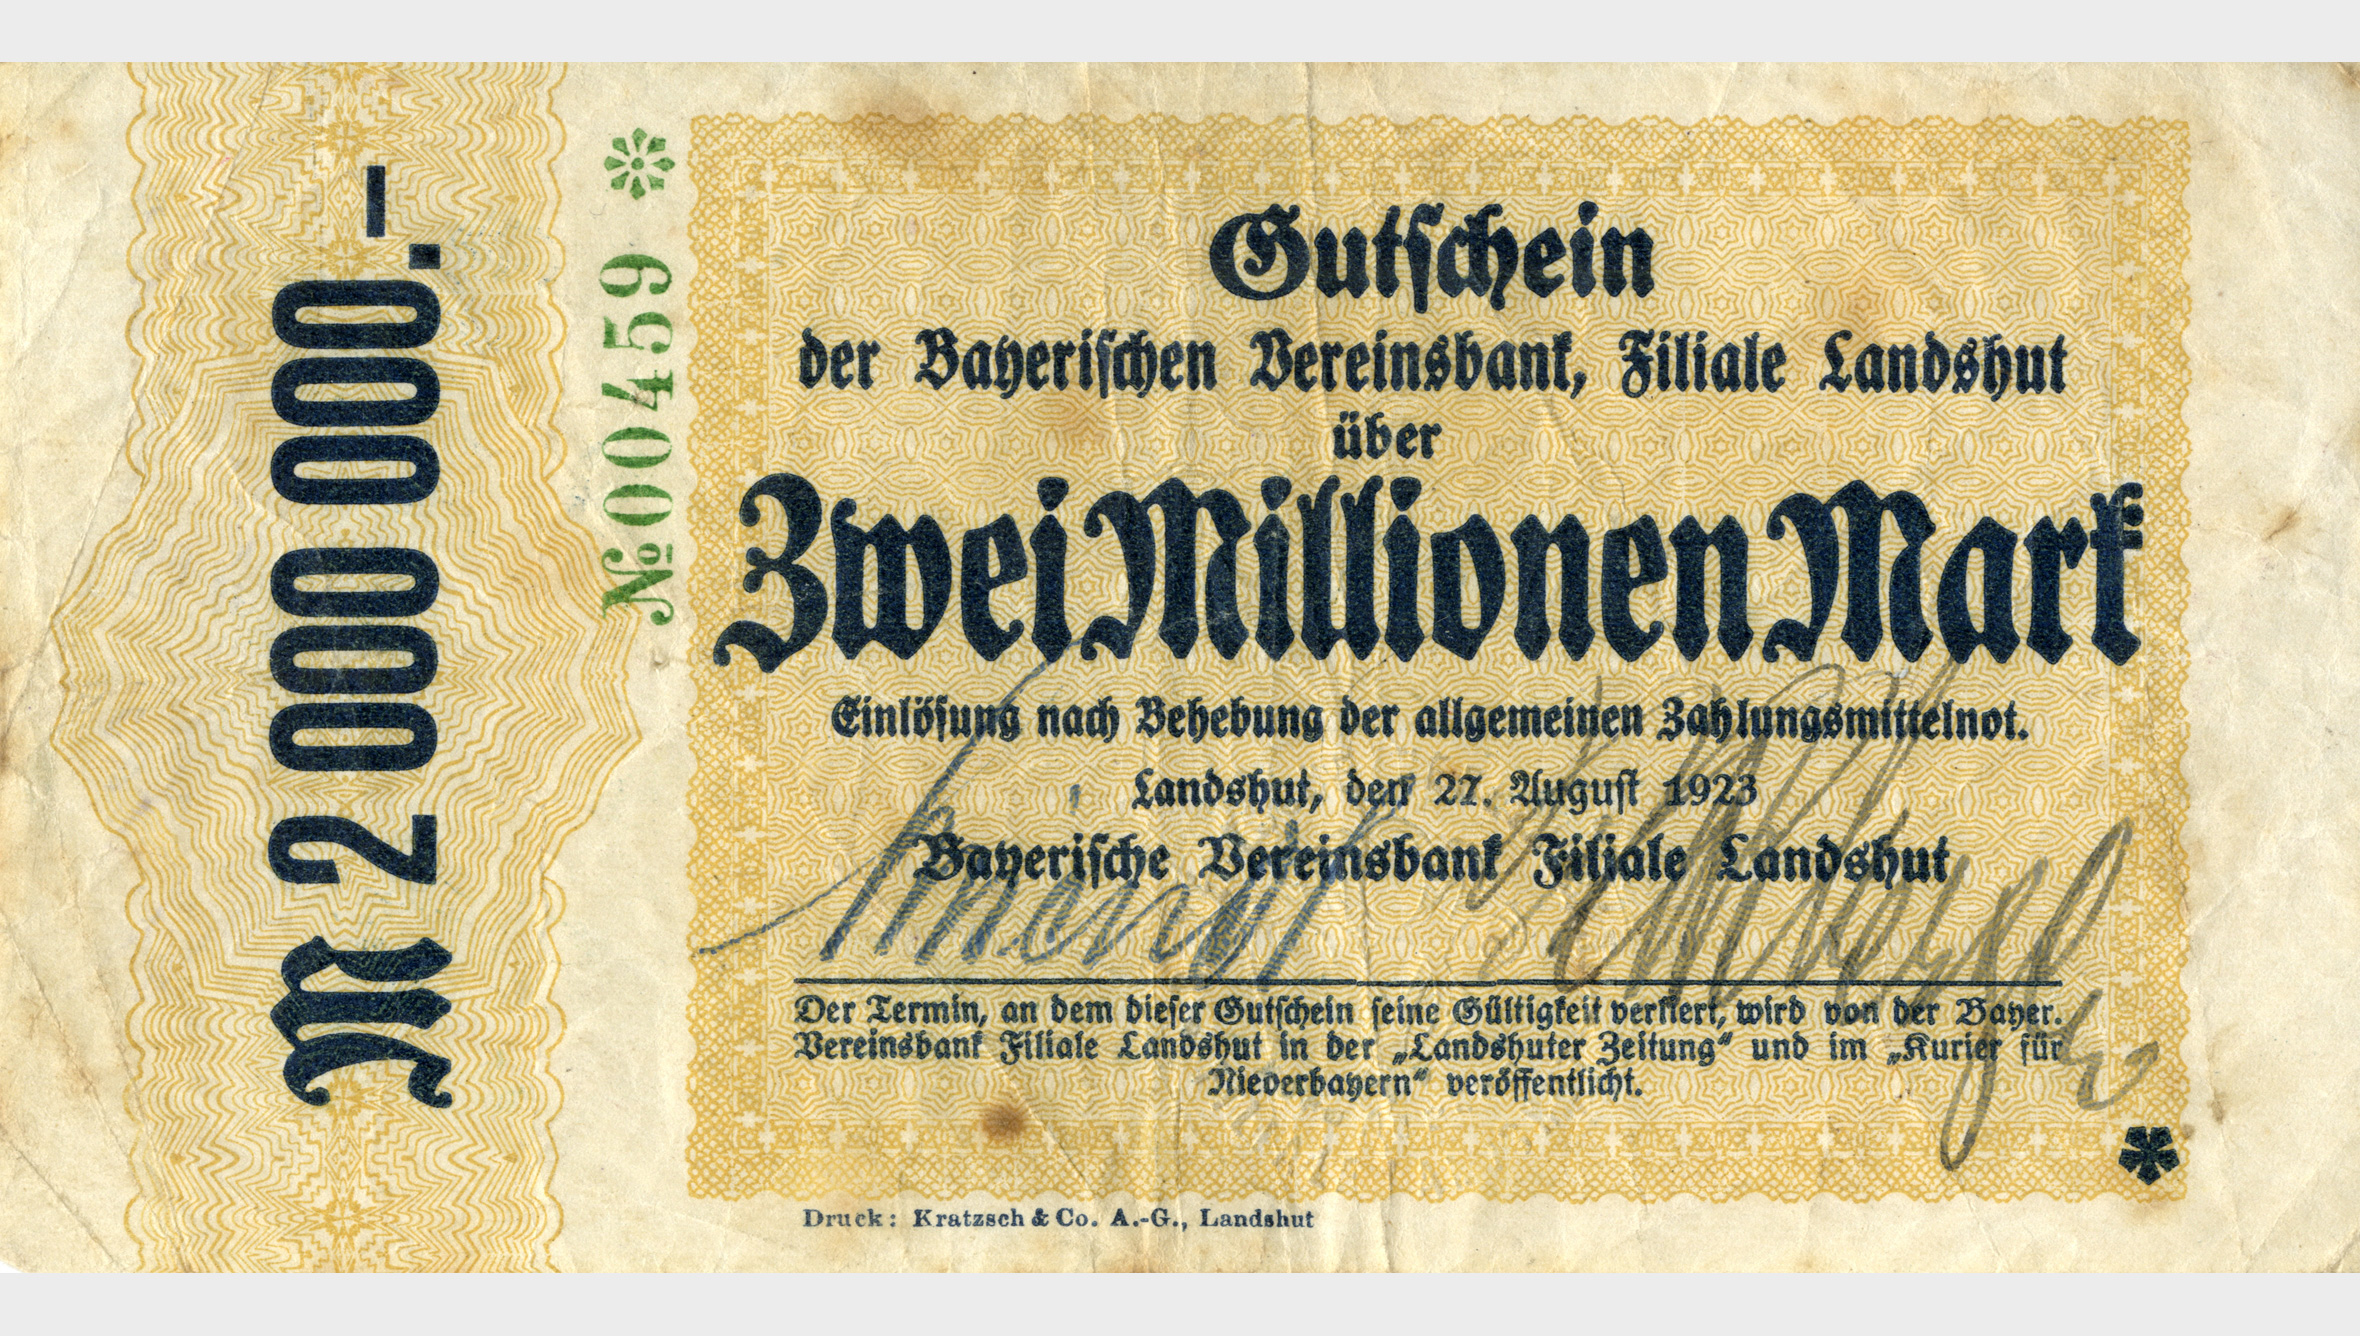 M 2 000 000.–
№ 000459 *
Gutschein
der Bayerischen Vereinsbank, Filiale Landshut
über
Zwei Millionen Mark
Einlösung nach Behebung der allgemeinen Zahlungsmittelnot.
Landshut, den 27. August 1923
Bayerische Vereinsbank Filiale Landshut
Der Termin, an dem dieser Gutschein seine Gültigkeit verliert, wird von der Bayer.
Vereinsbank Filiale Landshut in der „Landshuter Zeitung“ und im „Kurier für
Niederbayern“ veröffentlicht.
Druck: Kratzsch & Co. A.-G., Landshut